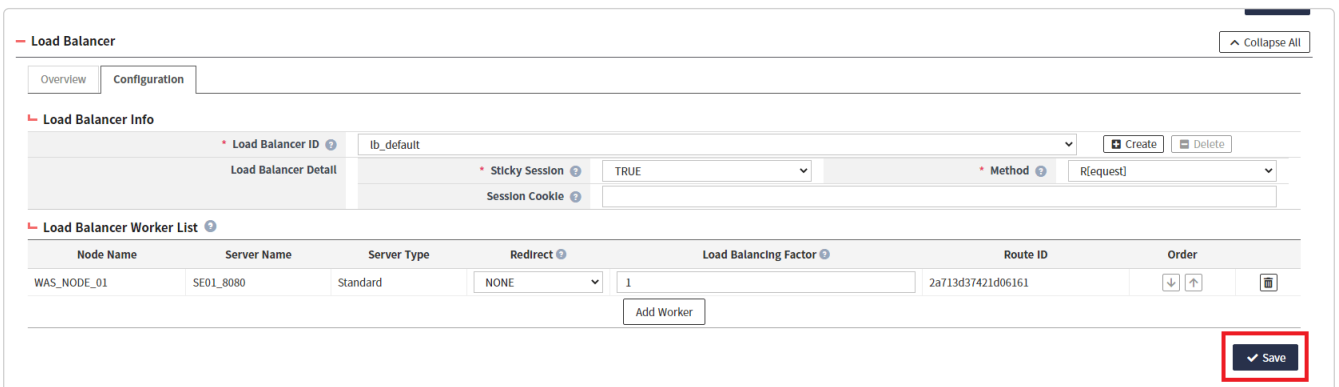 Load Balancer
Collapse All
Overview Configuration
Load Balancer Info
* Load Balancer ID ? lb_default Create Delete
Load Balancer Detail * Sticky Session ? TRUE * Method ? R[equest]
Session Cookie ?
Load Balancer Worker List ?
Node Name Server Name Server Type Redirect ? Load Balancing Factor ? Route ID Order
WAS_NODE_01 SE01_8080 Standard NONE 1 2a713d37421d06161
Add Worker
Save